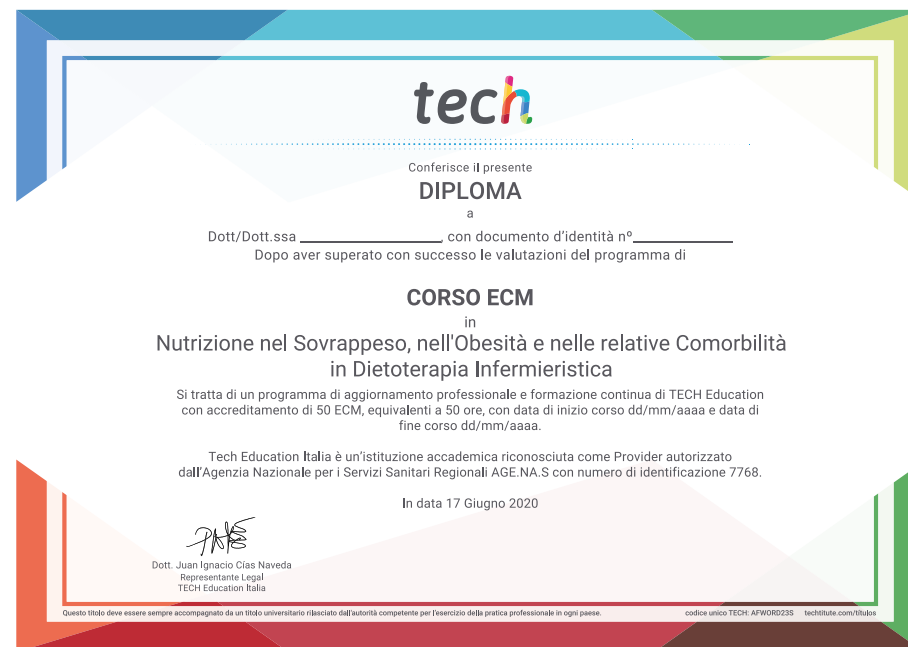 tech
Conferisce il presente
DIPLOMA
a
Dott/Dott.ssa ________________, con documento d'identità nº___________
Dopo aver superato con successo le valutazioni del programma di
CORSO ECM
in
Nutrizione nel Sovrappeso, nell'Obesità e nelle relative Comorbilità
in Dietoterapia Infermieristica
Si tratta di un programma di aggiornamento professionale e formazione continua di TECH Education
con accreditamento di 50 ECM, equivalenti a 50 ore, con data di inizio corso dd/mm/aaaa e data di
fine corso dd/mm/aaaa.
Tech Education Italia è un'istituzione accademica riconosciuta come Provider autorizzato
dall'Agenzia Nazionale per i Servizi Sanitari Regionali AGE.NA.S con numero di identificazione 7768.
In data 17 Giugno 2020
Dott. Juan Ignacio Cías Naveda
Representante Legal
TECH Education Italia
Questo titolo deve essere sempre accompagnato da un titolo universitario rilasciato dall'autorità competente per l'esercizio della pratica professionale in ogni paese. codice unico TECH: AFWORD23S techtitute.com/títulos